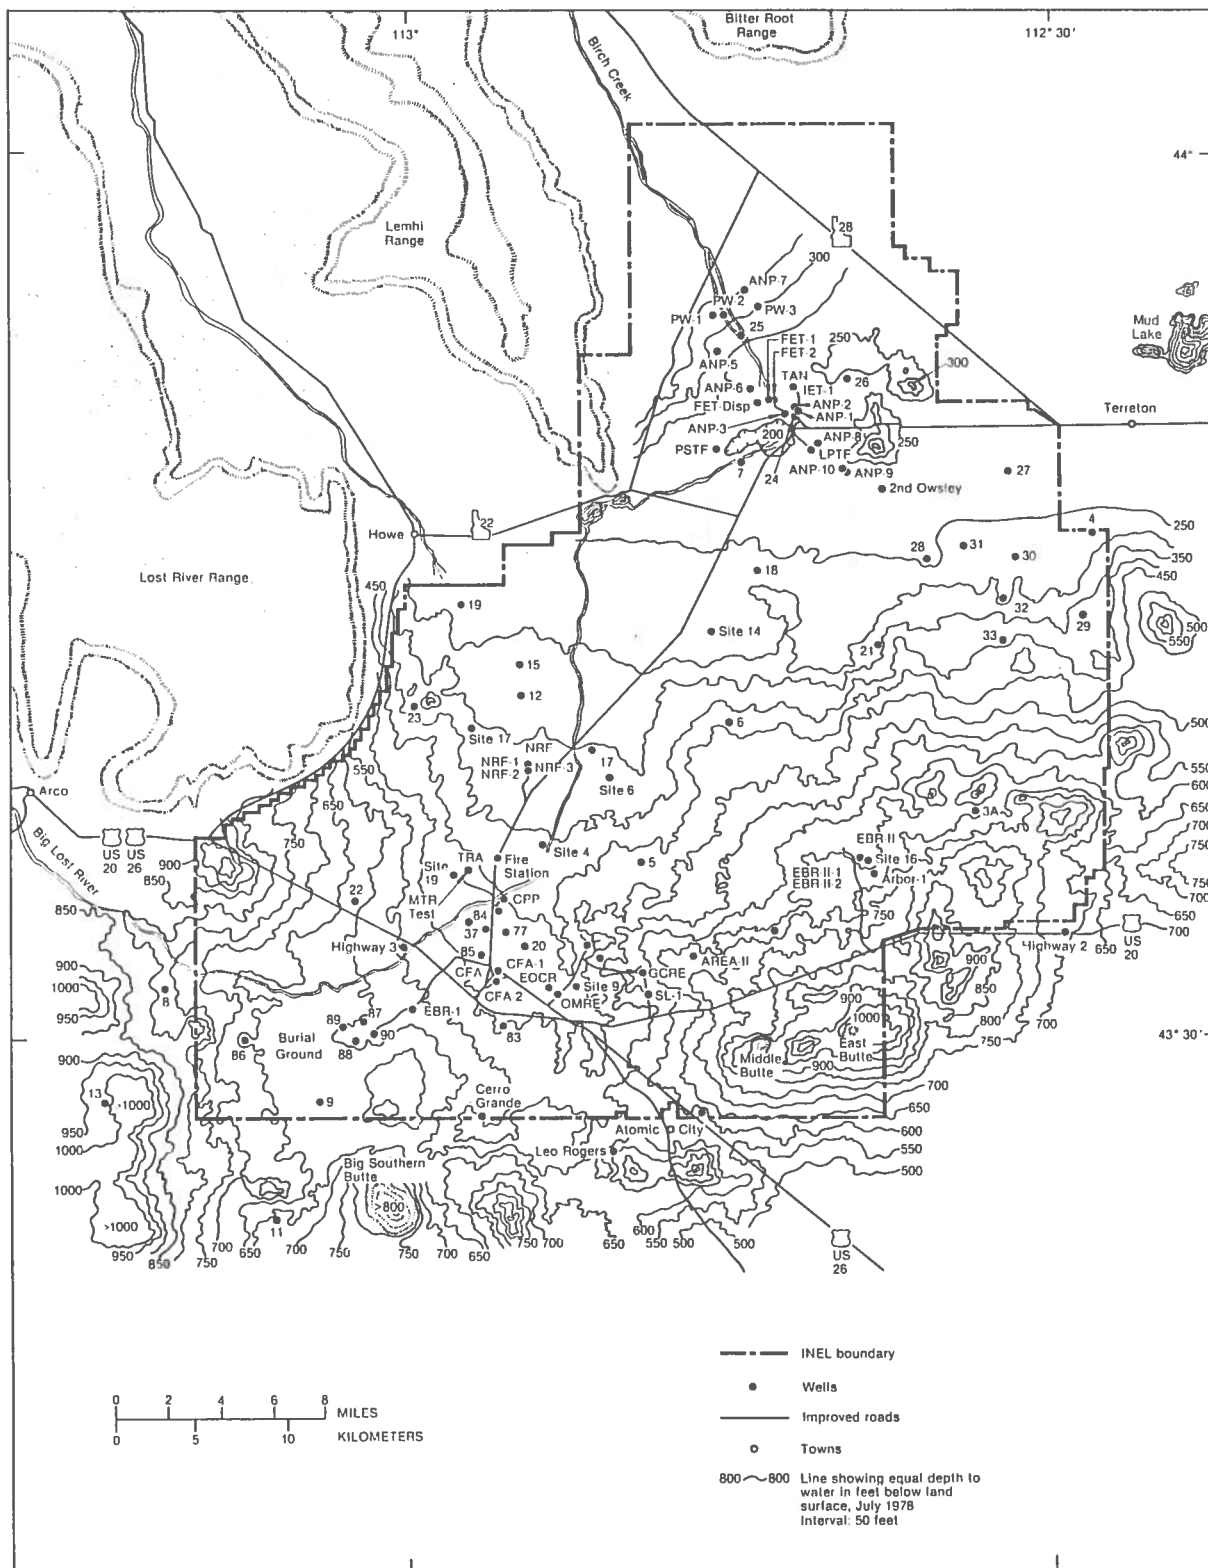 113°
Bitter Root
Range
112° 30'
Birch Creek
44°
28
Lemhi
Range
300
ANP-7
PW-2
PW-1
PW-3
25
FET-1
FET-2
250
Mud
Lake
ANP-5
TAN
26
300
ANP-6
IET-1
FET-Disp
ANP-2
ANP-1
Terreton
ANP-3
200
ANP-8
250
PSTF
LPTF
7
24
ANP-10
ANP-9
27
2nd Owsley
22
Howe
4
250
31
28
30
350
Lost River Range
18
450
450
19
32
29
500
550
Site 14
33
21
15
12
23
6
500
Site 17
NRF
550
17
NRF-1
NRF-2
NRF-3
550
600
Site 6
650
Arco
3A
600
700
750
Big Lost River
US
20
US
26
900
850
Site 4
EBR-II
TRA
Fire
Station
5
Site 16
Site
19
EBR-II-1
EBR-II-2
Arbor-1
750
22
MTR
Test
CPP
750
700
850
84
650
37
77
Highway 3
20
Highway 2
650
US
20
700
85
AREA-II
900
CFA
CFA-1
EOCR
GCRE
900
1000
8
CFA-2
Site 9
850
OMRE
SL-1
900
950
EBR-1
1000
800
700
89
87
83
750
East
Butte
43° 30'
86
Burial
Ground
90
88
Middle
Butte
900
900
13
>1000
9
Cerro
Grande
700
650
950
Atomic
City
600
1000
550
Leo Rogers
Big Southern
Butte
500
1000
>1000
>800
11
950
850
750
700
650
700
750
750
700
650
750
700
650
600
550
500
500
US
26
INEL boundary
0 2 4 6 8
MILES
Wells
0 5 10
KILOMETERS
Improved roads
Towns
800 800 Line showing equal depth to
water in feet below land
surface, July 1978
Interval: 50 feet